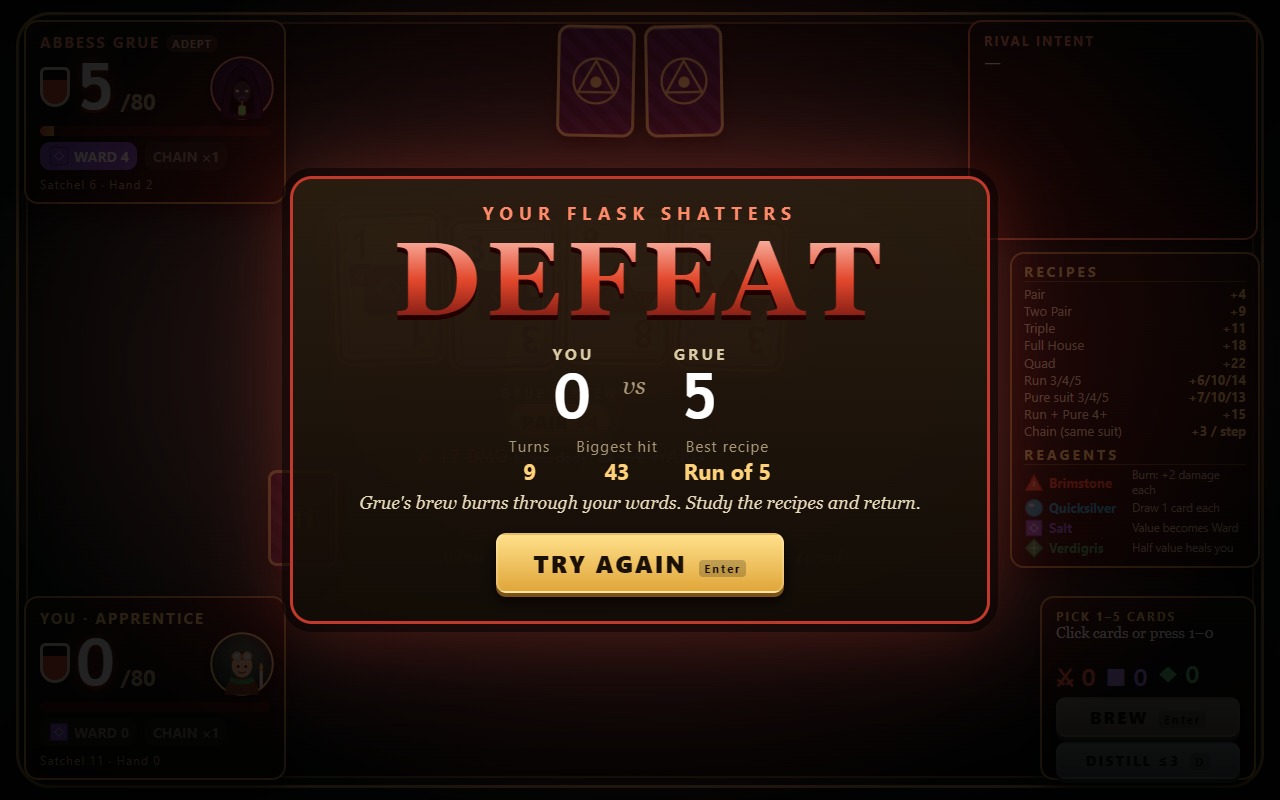 ABBESS GRUE ADEPT
5 /80
WARD 4 CHAIN ×1
Satchel 6 · Hand 2
RIVAL INTENT
—
YOUR FLASK SHATTERS
DEFEAT
YOU GRUE
0 vs 5
Turns Biggest hit Best recipe
9 43 Run of 5
Grue's brew burns through your wards. Study the recipes and return.
TRY AGAIN Enter
RECIPES
Pair +4
Two Pair +9
Triple +11
Full House +18
Quad +22
Run 3/4/5 +6/10/14
Pure suit 3/4/5 +7/10/13
Run + Pure 4+ +15
Chain (same suit) +3 / step
REAGENTS
Brimstone Burn: +2 damage
each
Quicksilver Draw 1 card each
Salt Value becomes Ward
Verdigris Half value heals you
YOU · APPRENTICE
0 /80
WARD 0 CHAIN ×1
Satchel 11 · Hand 0
PICK 1–5 CARDS
Click cards or press 1–0
0 0 0
BREW Enter
DISTILL ≤3 D